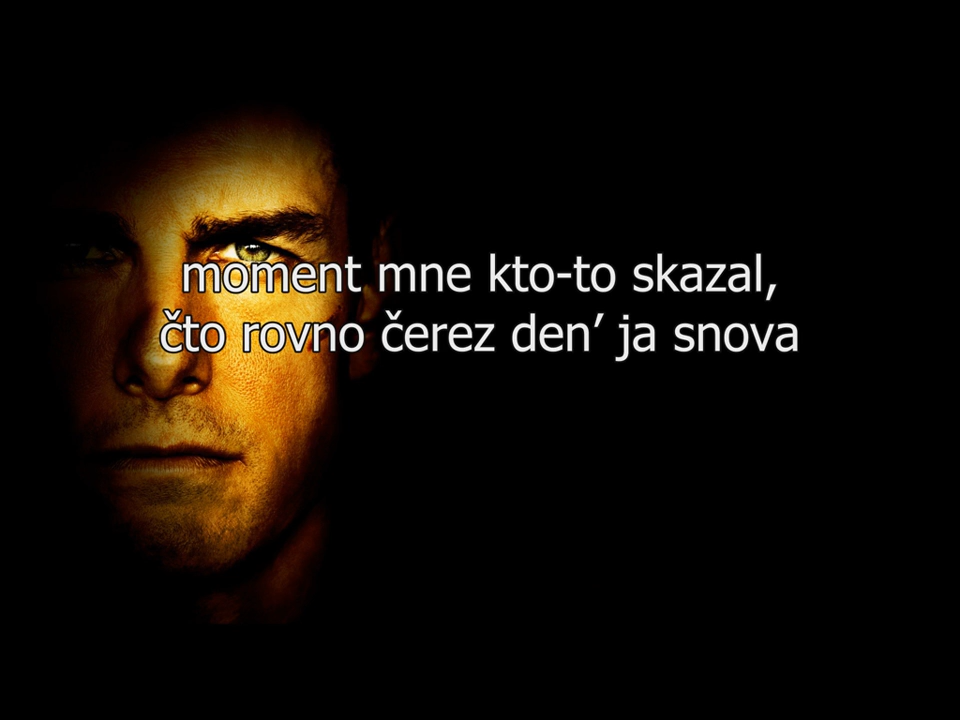 moment mne kto-to skazal,
čto rovno čerez den’ ja snova